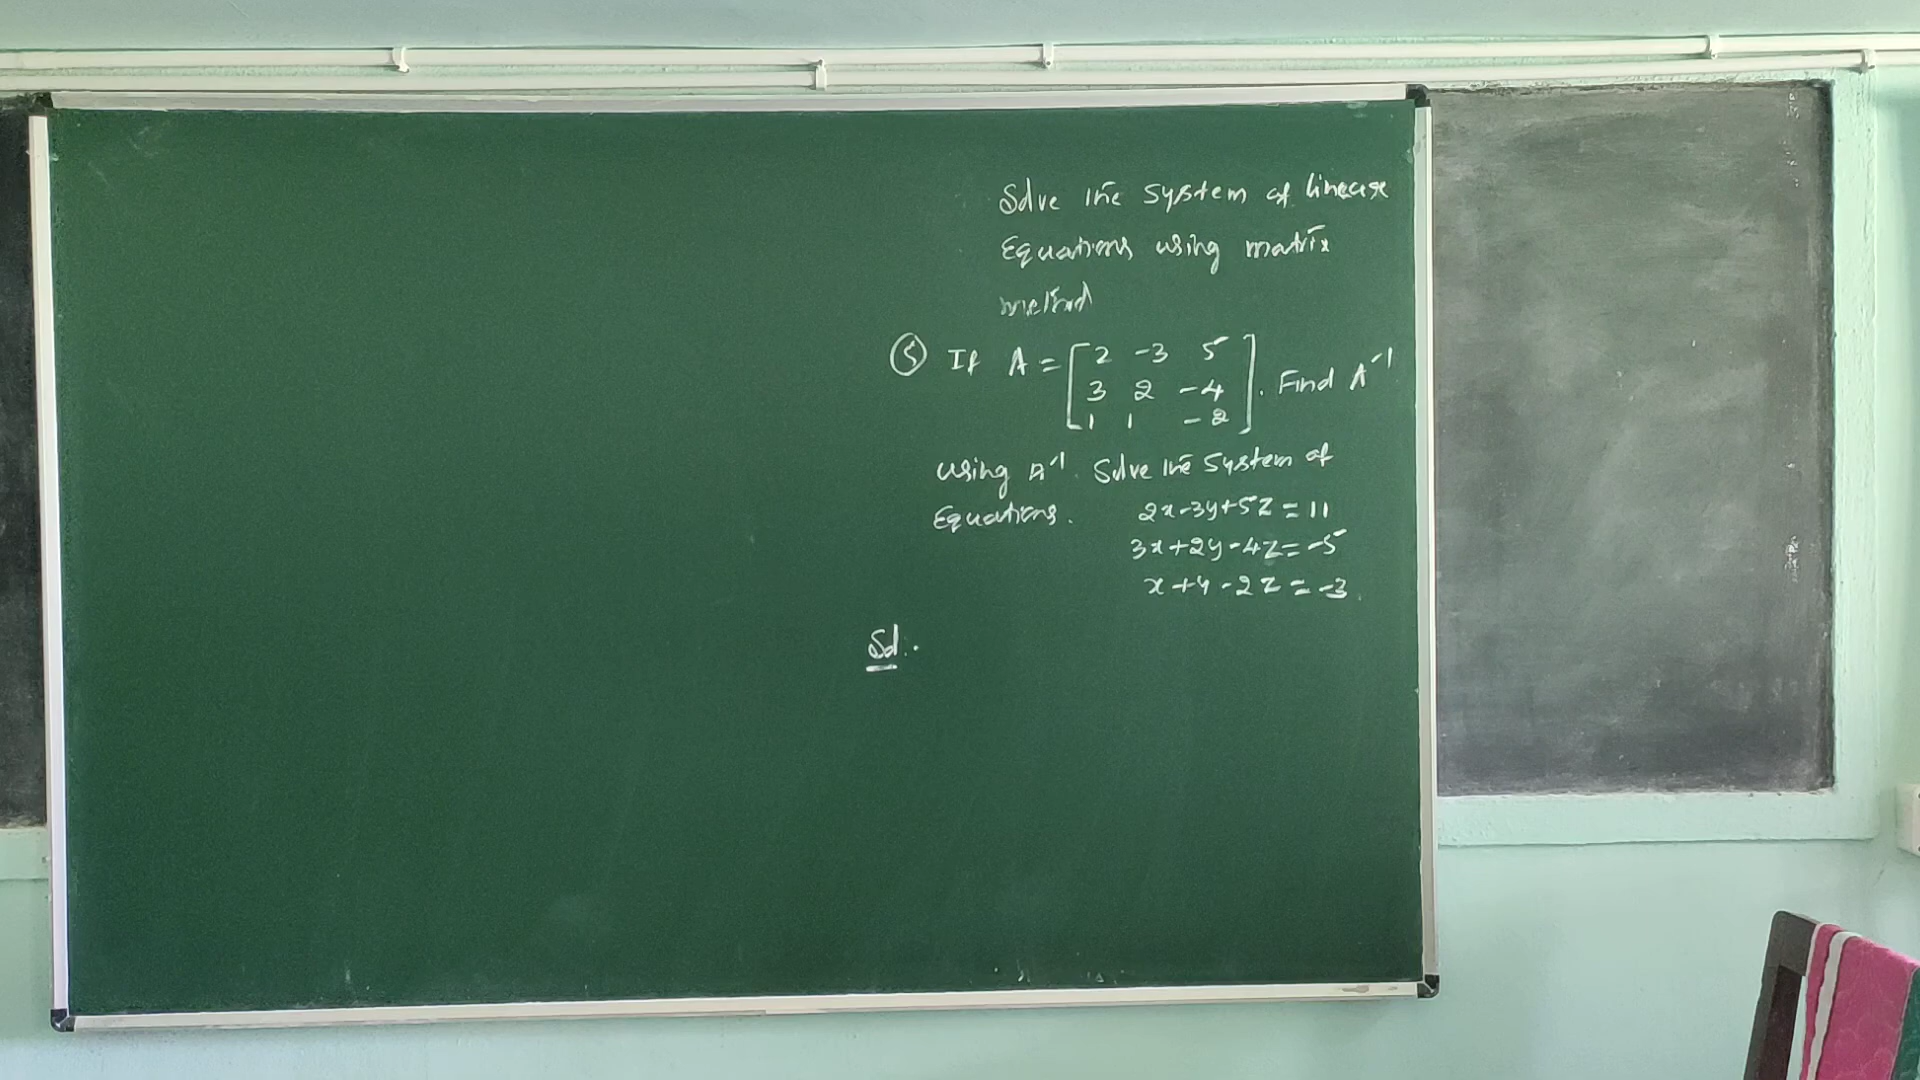 Solve the system of linear
Equations using matrix
method
⑤ If A = [2 -3 5
3 2 -4
1 1 -2]. Find A⁻¹
using A⁻¹. Solve the System of
Equations. 2x-3y+5z = 11
3x+2y-4z = -5
x+y-2z = -3.
Sol:.